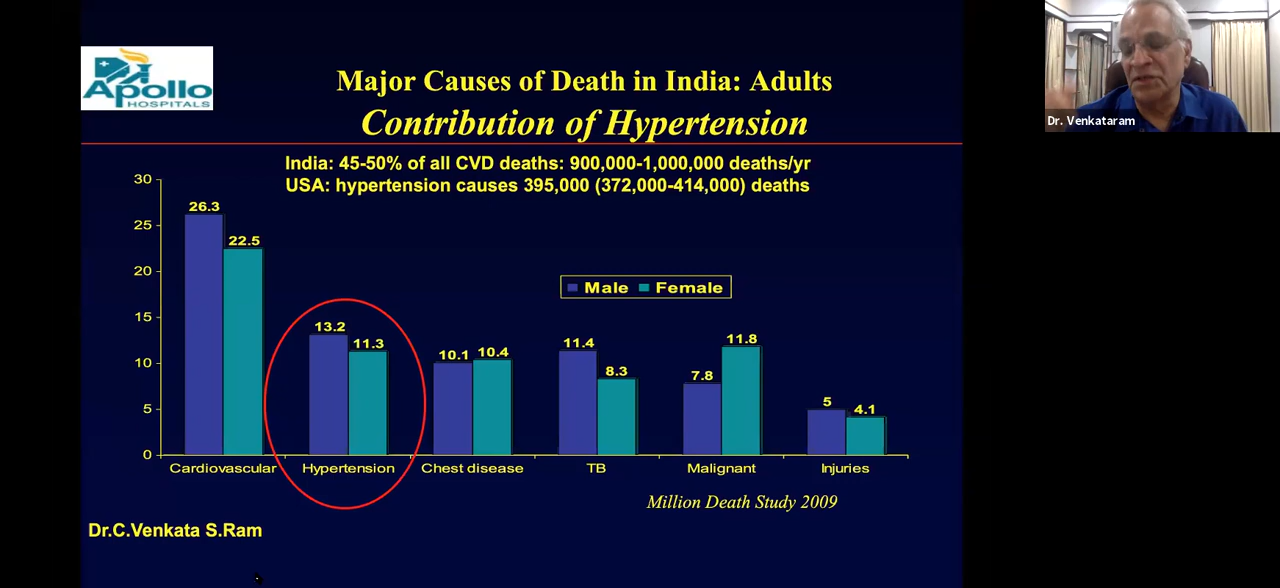 Apollo
HOSPITALS
Major Causes of Death in India: Adults
Contribution of Hypertension
Dr. Venkataram
India: 45-50% of all CVD deaths: 900,000-1,000,000 deaths/yr
USA: hypertension causes 395,000 (372,000-414,000) deaths
30
25
20
15
10
5
0
26.3
22.5
13.2
11.3
10.1
10.4
11.4
8.3
7.8
11.8
5
4.1
Male Female
Cardiovascular Hypertension Chest disease TB Malignant Injuries
Million Death Study 2009
Dr.C.Venkata S.Ram